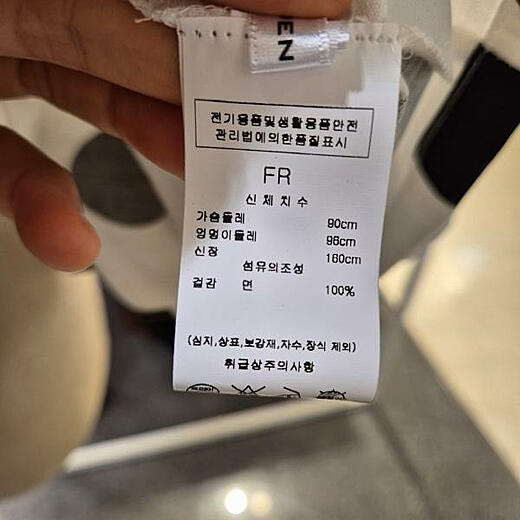 EN
전기용품및생활용품안전
관리법에의한품질표시
FR
신체치수
가슴둘레 90cm
엉덩이둘레 96cm
신장 160cm
섬유의조성
겉감 면 100%
(심지,상표,보강재,자수,장식 제외)
취급상주의사항